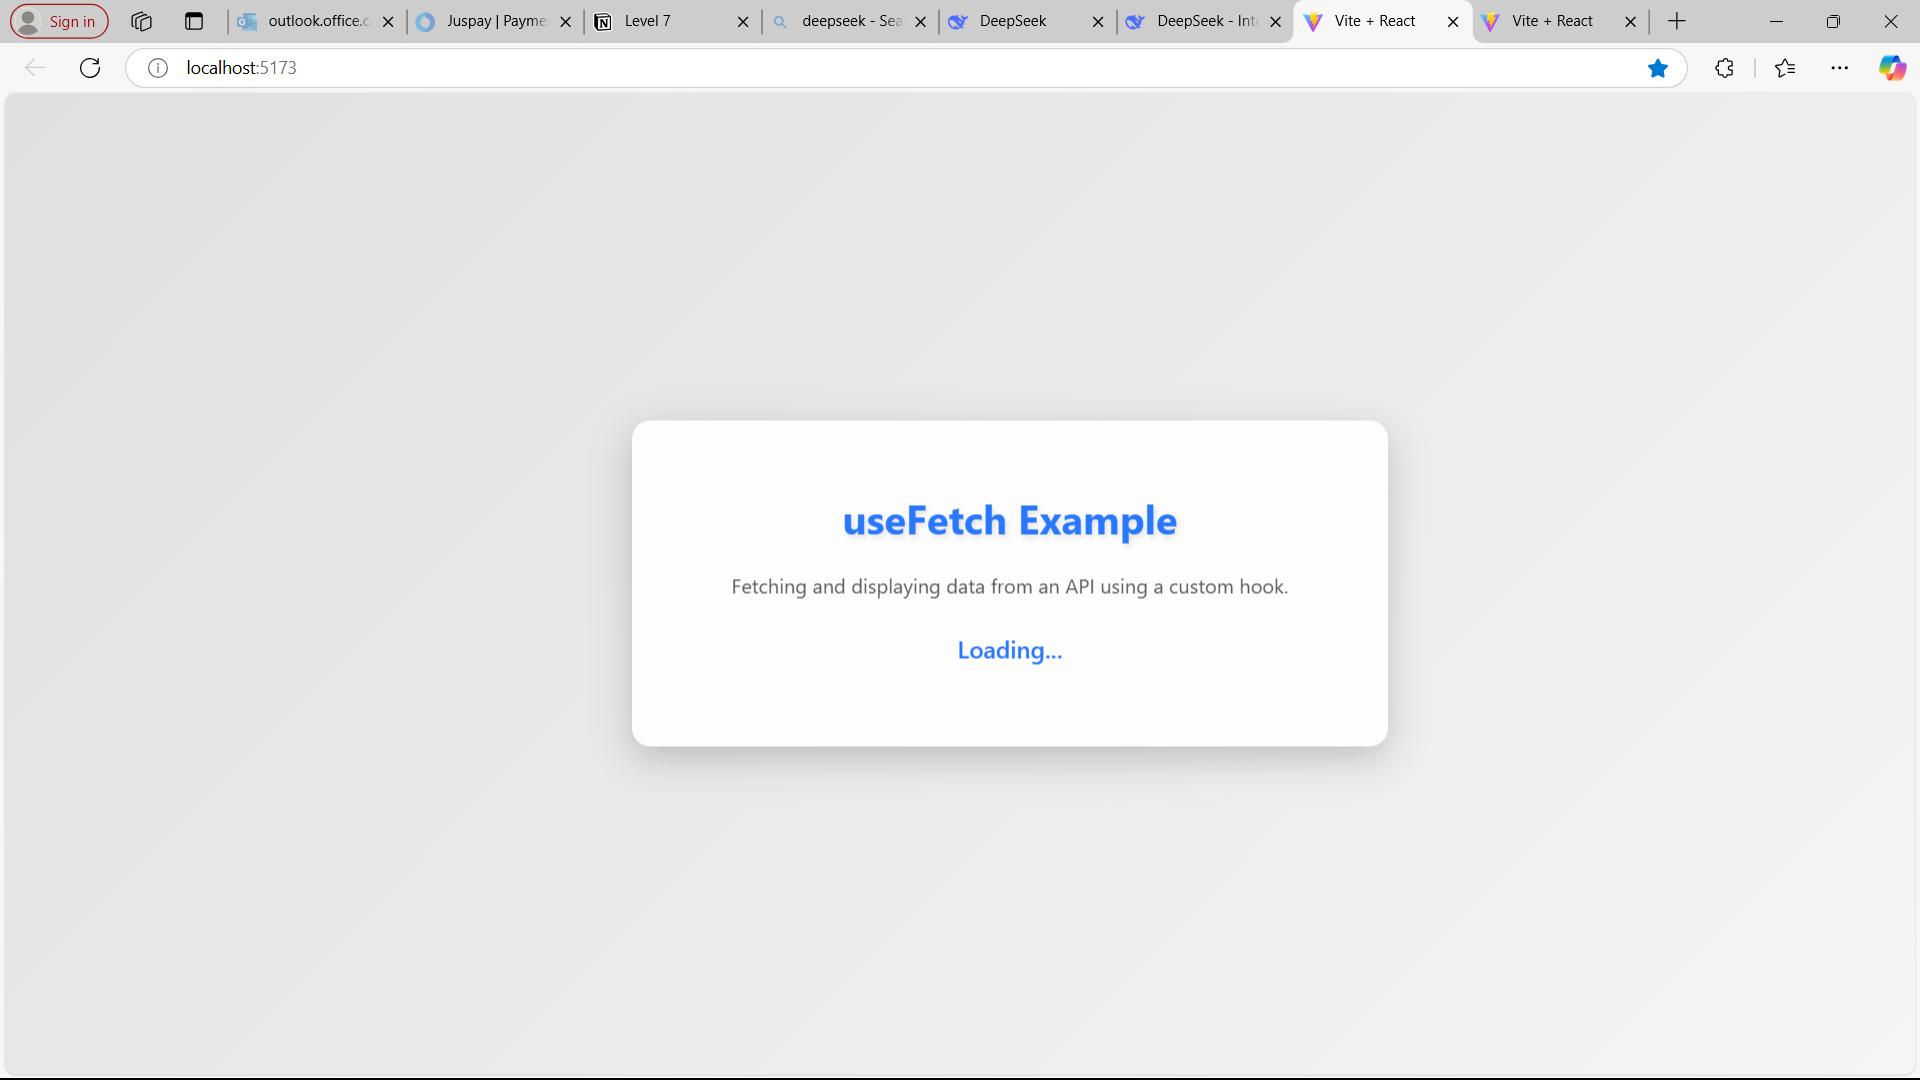 Sign in
outlook.office.c
Juspay | Payme
Level 7
deepseek - Sea
DeepSeek
DeepSeek - Int
Vite + React
Vite + React
localhost:5173
useFetch Example
Fetching and displaying data from an API using a custom hook.
Loading...